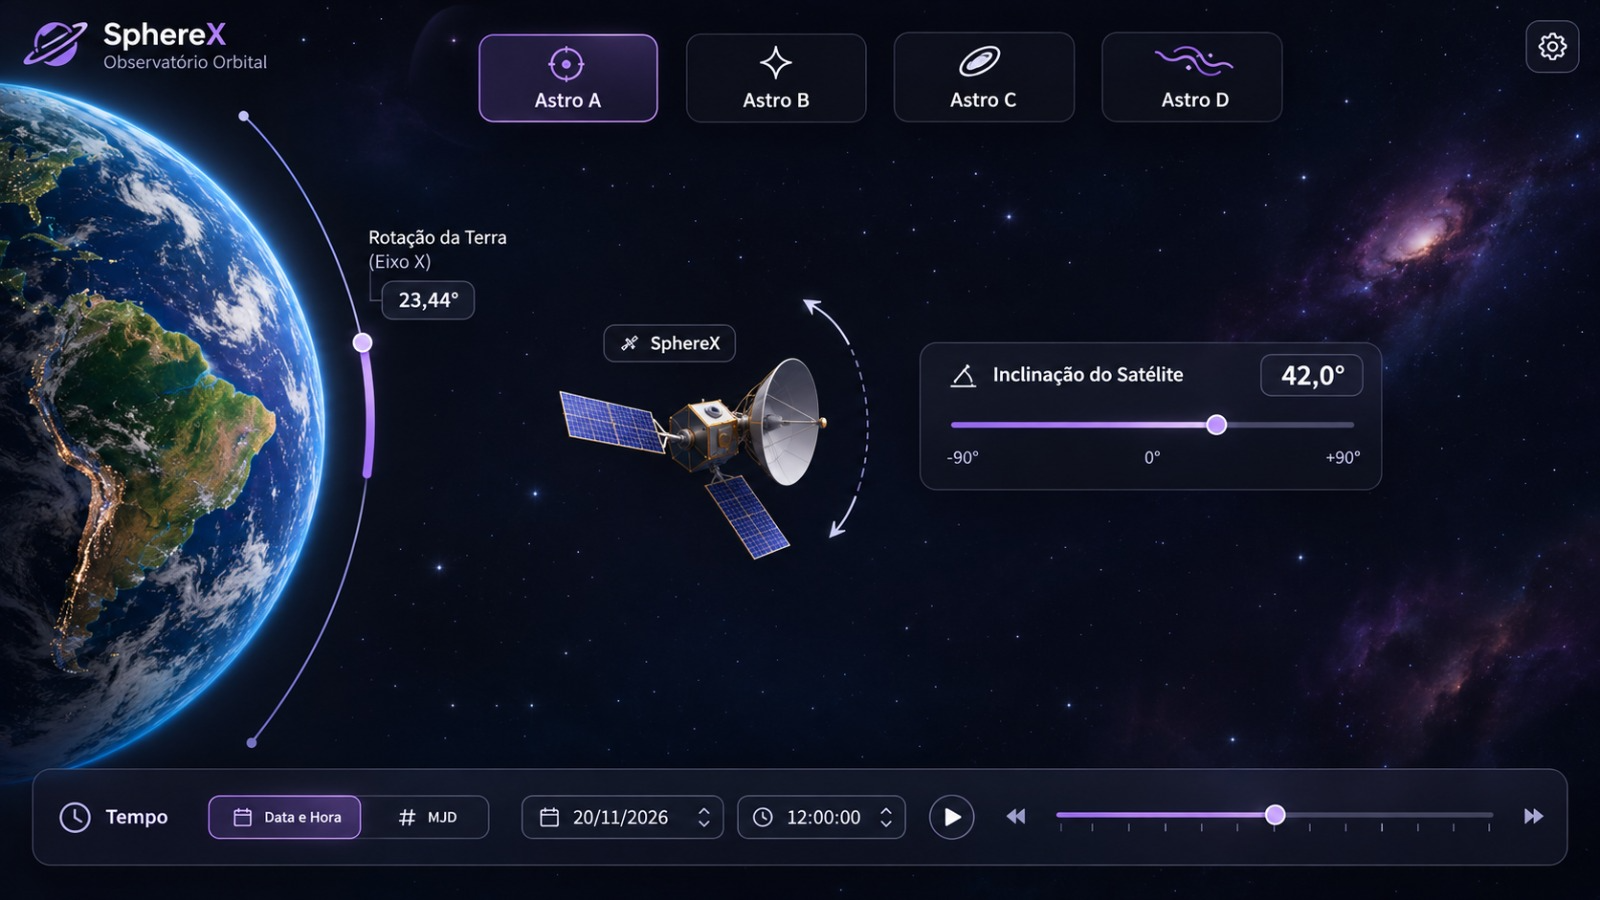 SphereX
Observatório Orbital
Astro A
Astro B
Astro C
Astro D
Rotação da Terra
(Eixo X)
23,44°
SphereX
Inclinação do Satélite
42,0°
-90°
0°
+90°
Tempo
Data e Hora
# MJD
20/11/2026
12:00:00